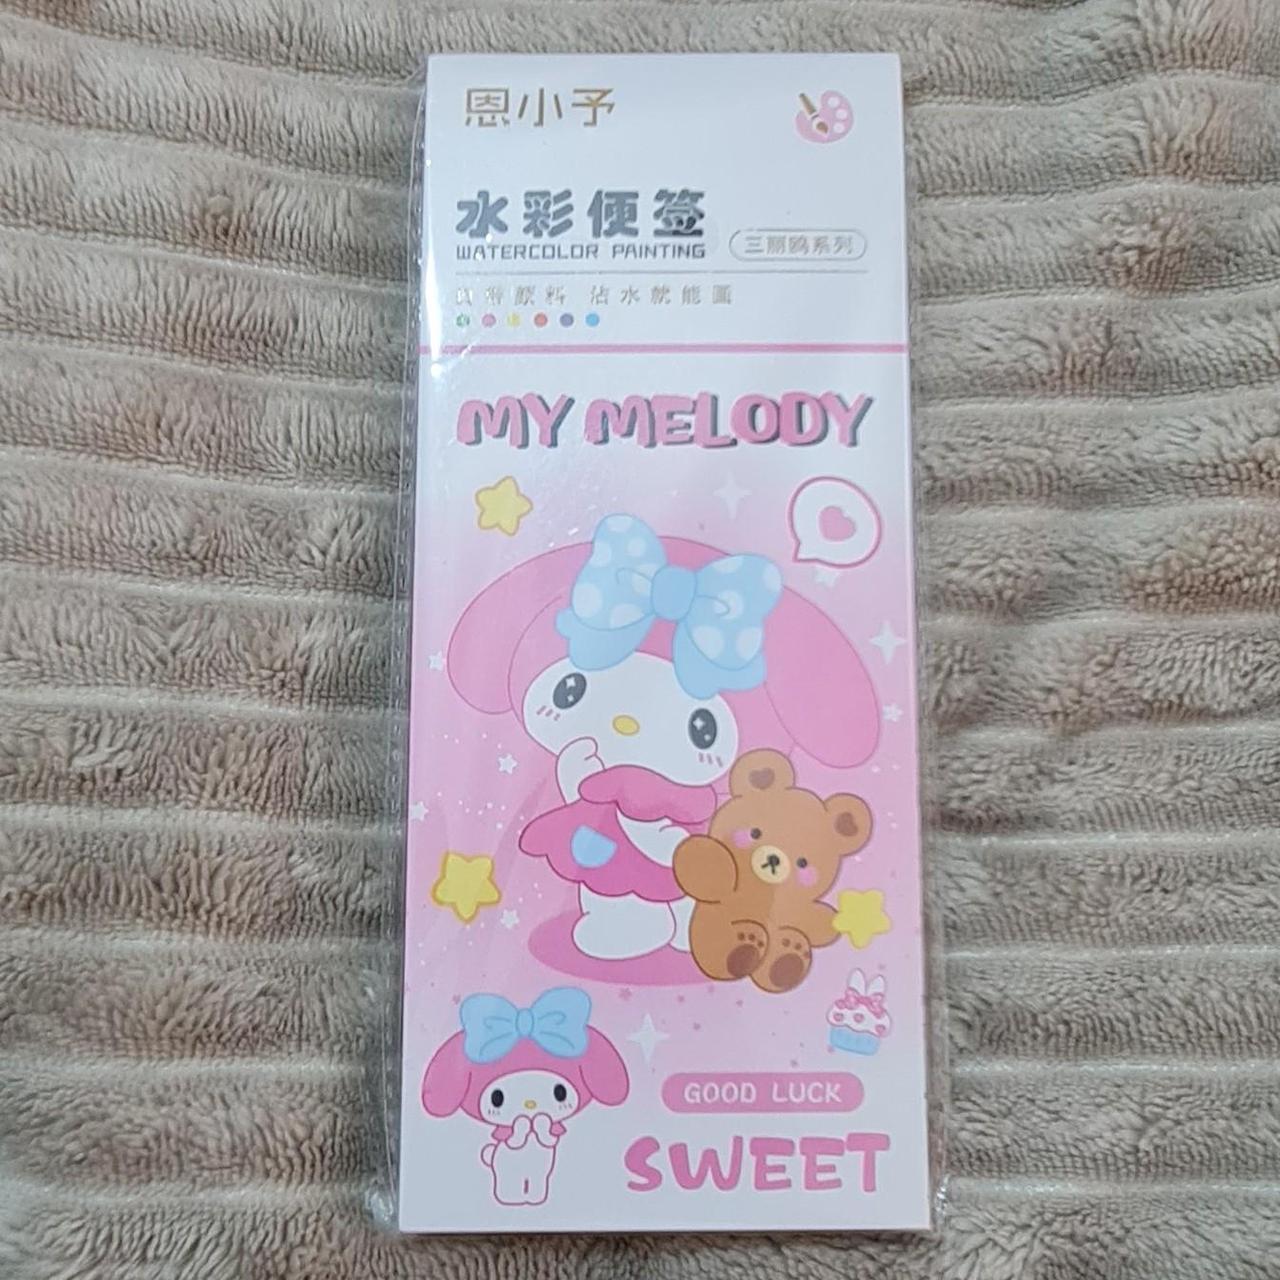 恩小予
水彩便签
WATERCOLOR PAINTING
三丽鸥系列
自带颜料 沾水就能画
MY MELODY
GOOD LUCK
SWEET